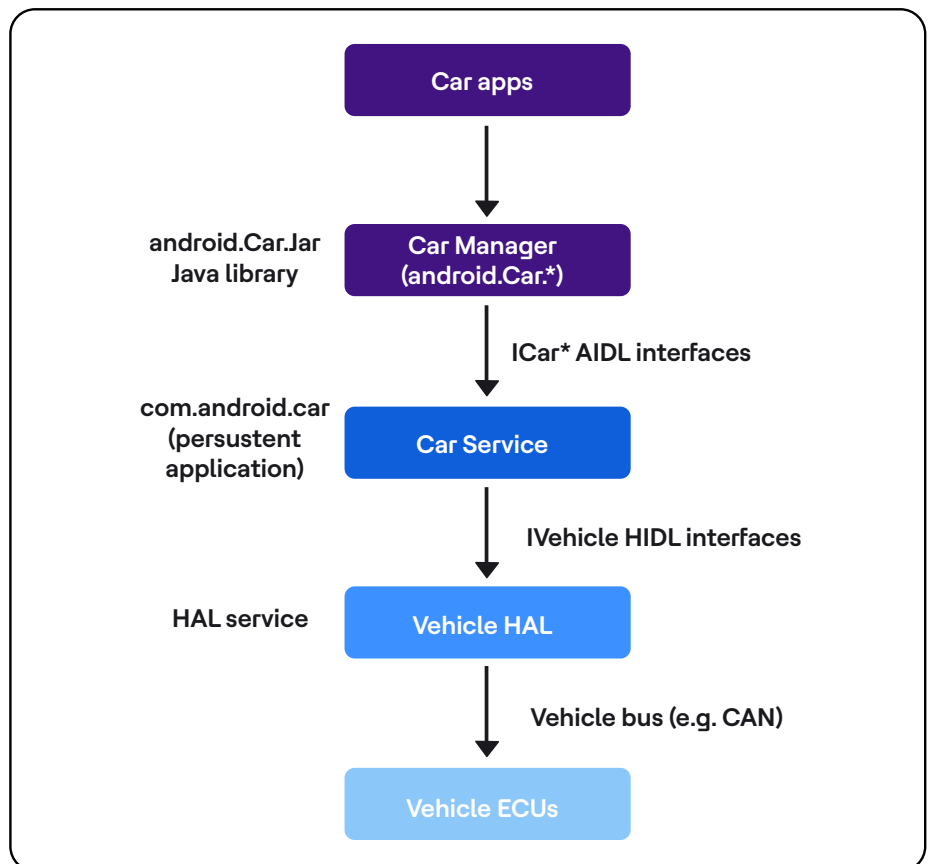 Car apps
android.Car.Jar
Java library
Car Manager
(android.Car.*)
ICar* AIDL interfaces
com.android.car
(persustent
application)
Car Service
IVehicle HIDL interfaces
HAL service
Vehicle HAL
Vehicle bus (e.g. CAN)
Vehicle ECUs